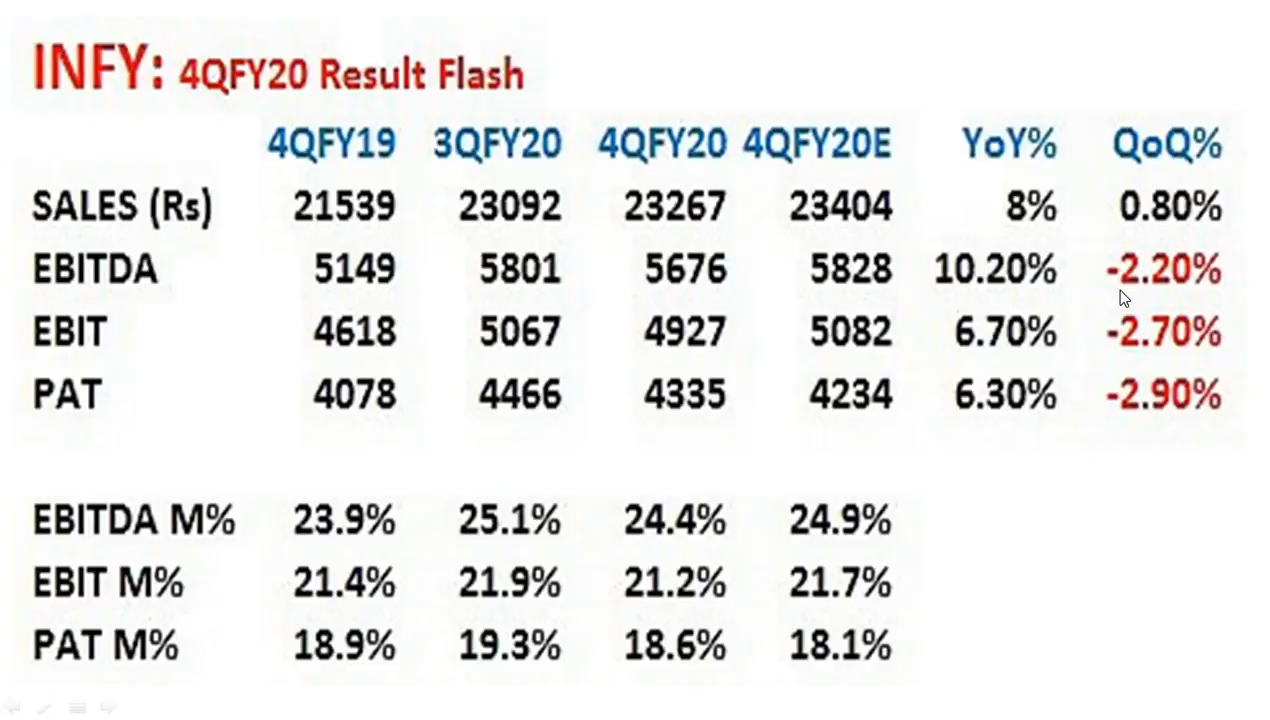 INFY: 4QFY20 Result Flash
4QFY19 3QFY20 4QFY20 4QFY20E YoY% QoQ%
SALES (Rs) 21539 23092 23267 23404 8% 0.80%
EBITDA 5149 5801 5676 5828 10.20% -2.20%
EBIT 4618 5067 4927 5082 6.70% -2.70%
PAT 4078 4466 4335 4234 6.30% -2.90%
EBITDA M% 23.9% 25.1% 24.4% 24.9%
EBIT M% 21.4% 21.9% 21.2% 21.7%
PAT M% 18.9% 19.3% 18.6% 18.1%